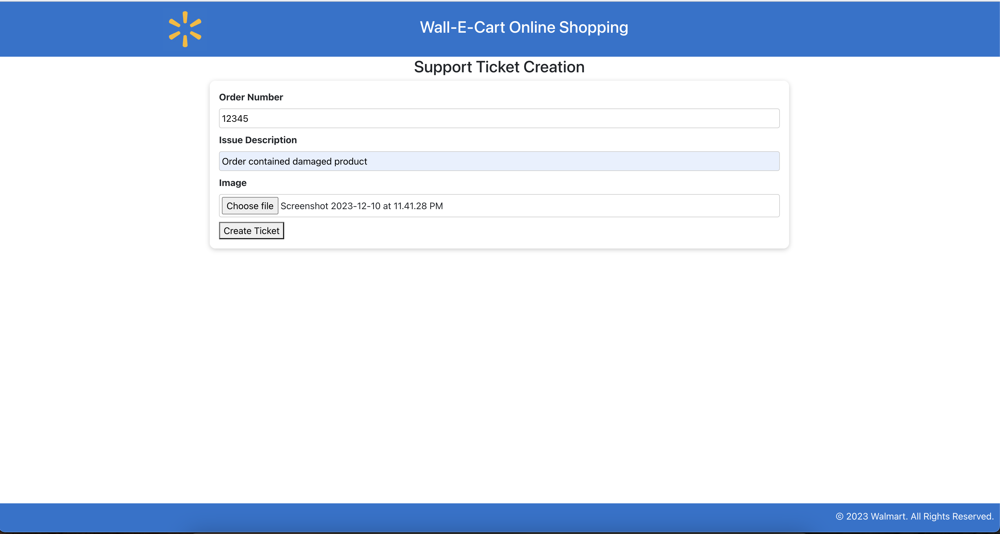 Wall-E-Cart Online Shopping
Support Ticket Creation
Order Number
12345
Issue Description
Order contained damaged product
Image
Choose file Screenshot 2023-12-10 at 11.41.28 PM
Create Ticket
© 2023 Walmart. All Rights Reserved.